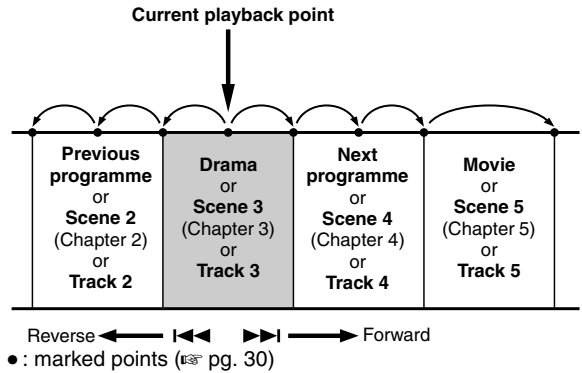 Current playback point
Previous
programme
or
Scene 2
(Chapter 2)
or
Track 2
Drama
or
Scene 3
(Chapter 3)
or
Track 3
Next
programme
or
Scene 4
(Chapter 4)
or
Track 4
Movie
or
Scene 5
(Chapter 5)
or
Track 5
Reverse
Forward
● : marked points (☞ pg. 30)